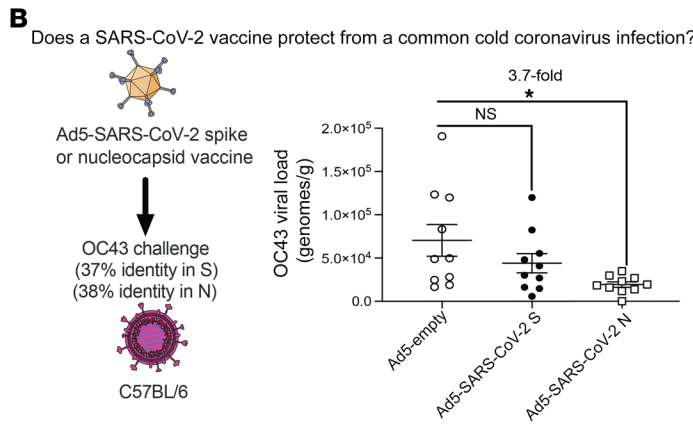 B
Does a SARS-CoV-2 vaccine protect from a common cold coronavirus infection?
Ad5-SARS-CoV-2 spike
or nucleocapsid vaccine
OC43 challenge
(37% identity in S)
(38% identity in N)
C57BL/6
3.7-fold
*
NS
OC43 viral load
(genomes/g)
2.0×10⁵
1.5×10⁵
1.0×10⁵
5.0×10⁴
0.0
Ad5-empty
Ad5-SARS-CoV-2 S
Ad5-SARS-CoV-2 N